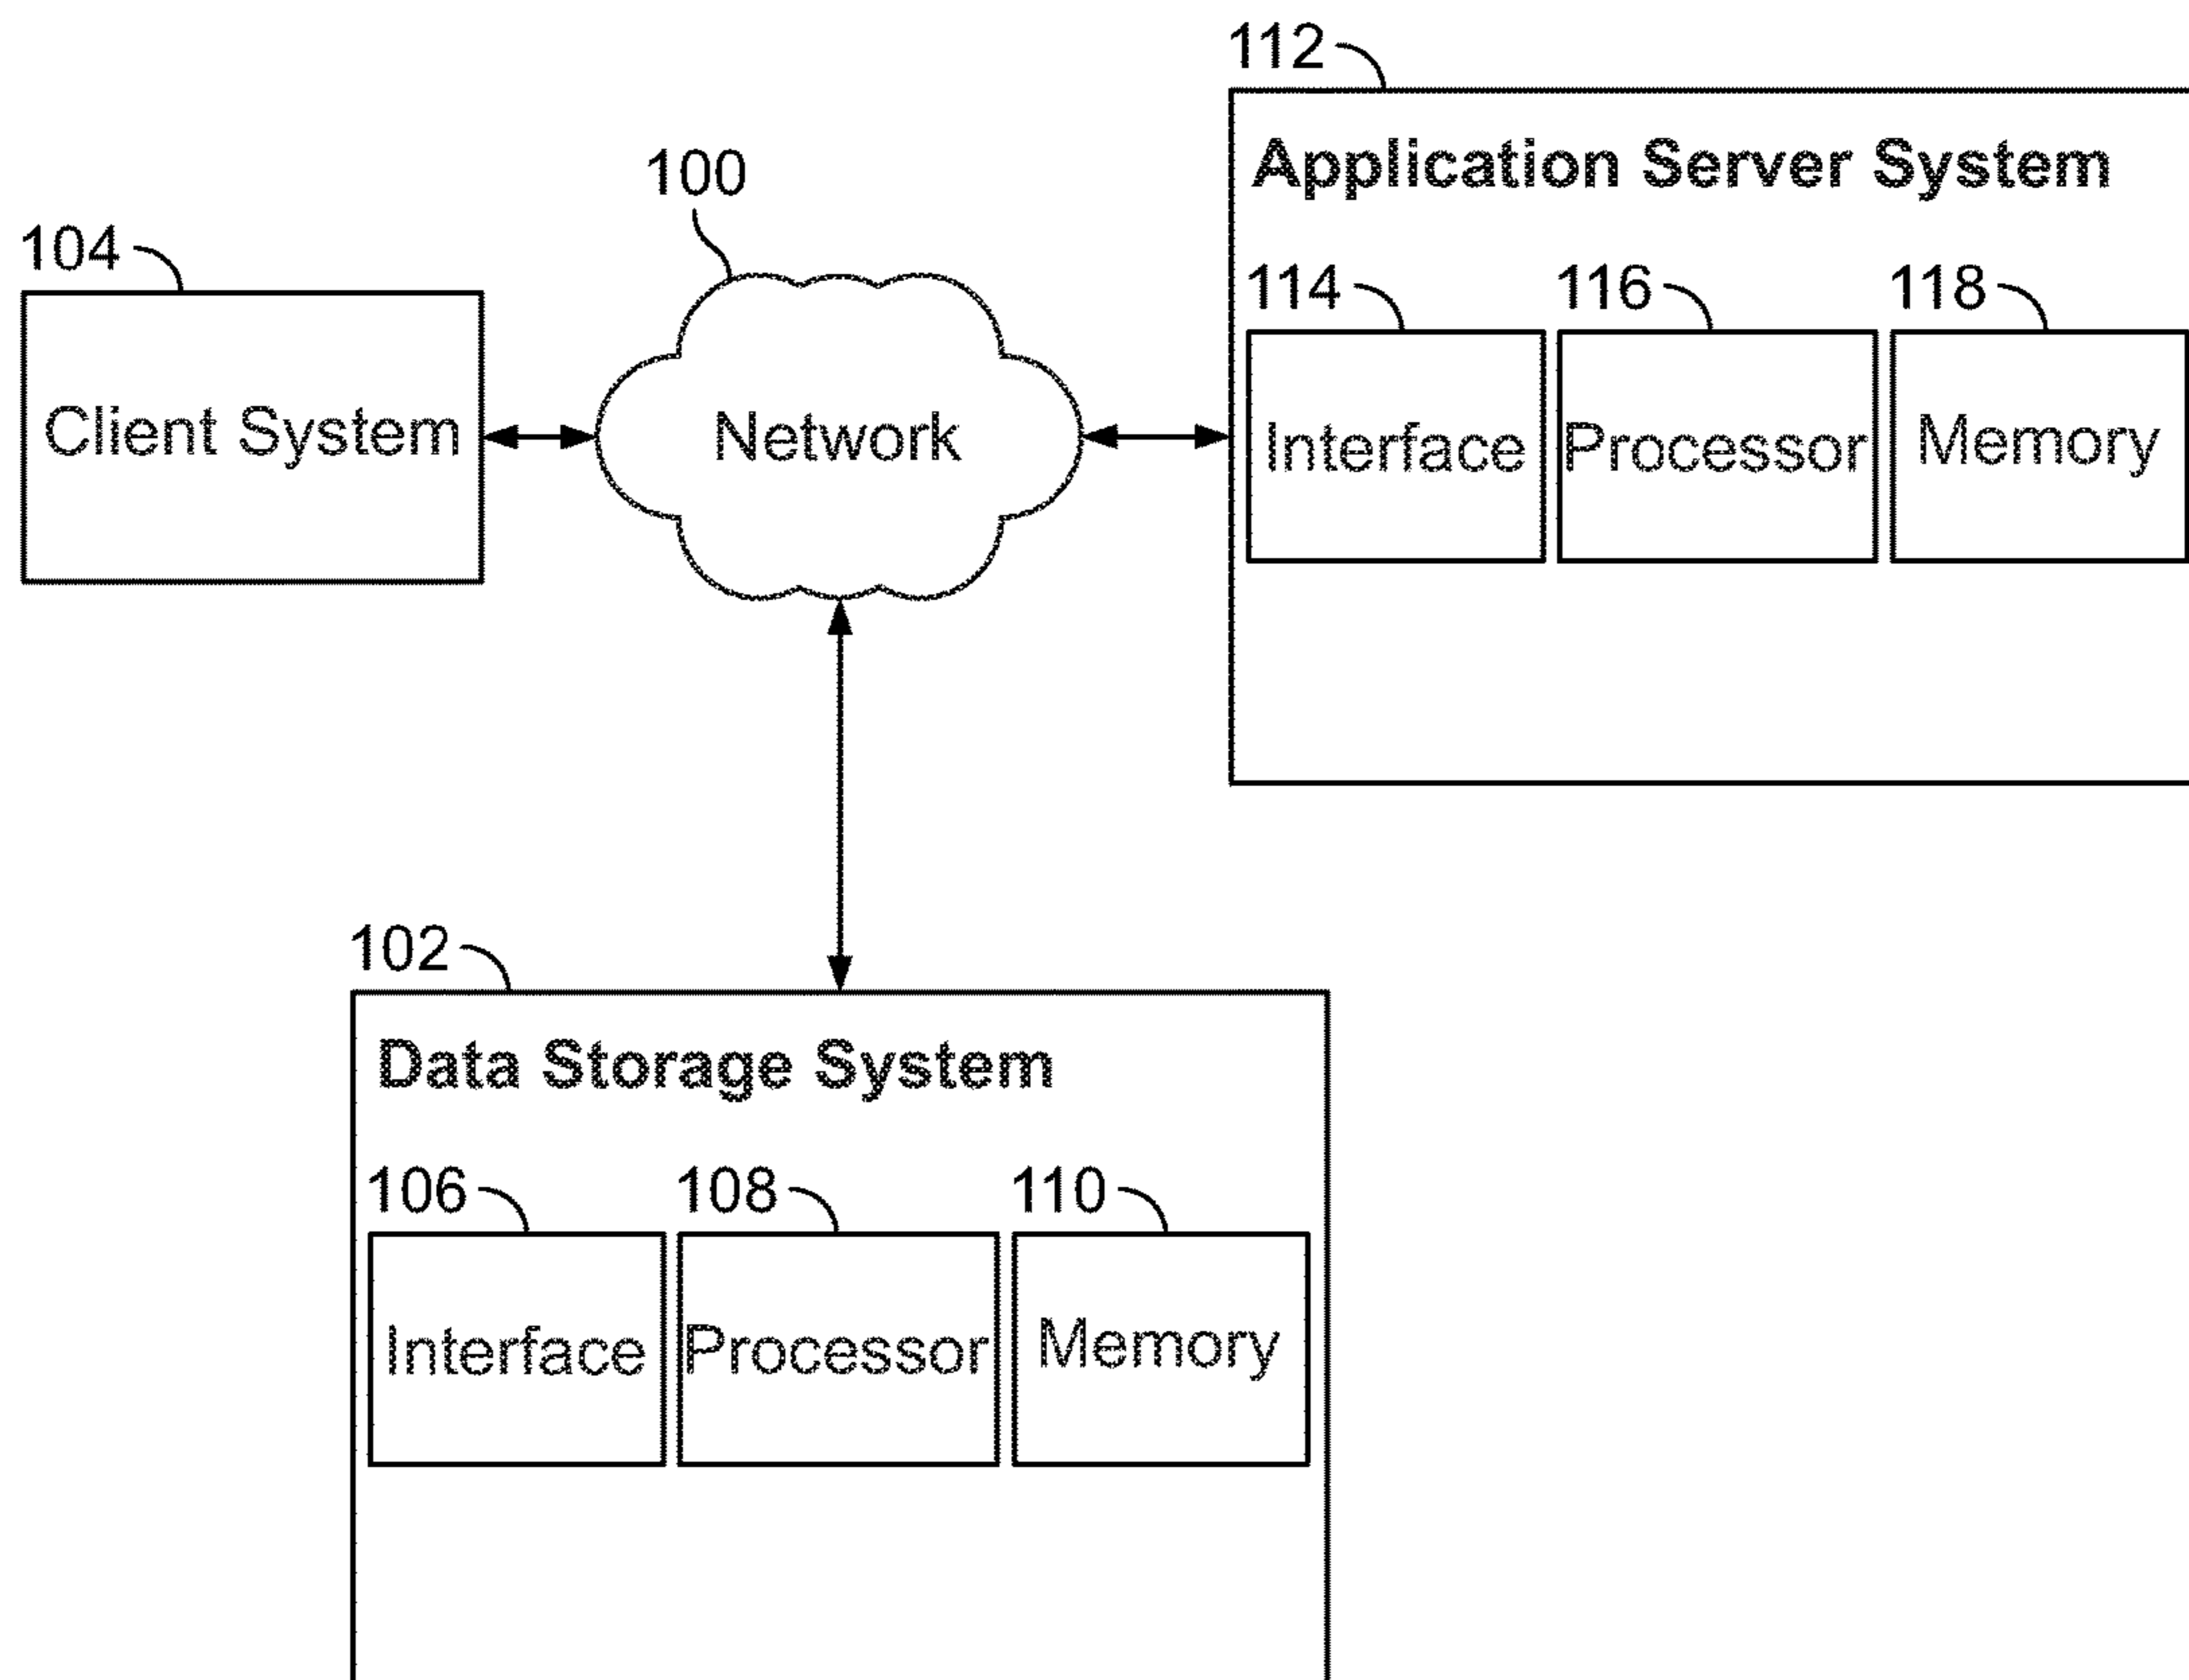 112
Application Server System
100
104
114 116 118
Client System
Network
Interface Processor Memory
102
Data Storage System
106 108 110
Interface Processor Memory